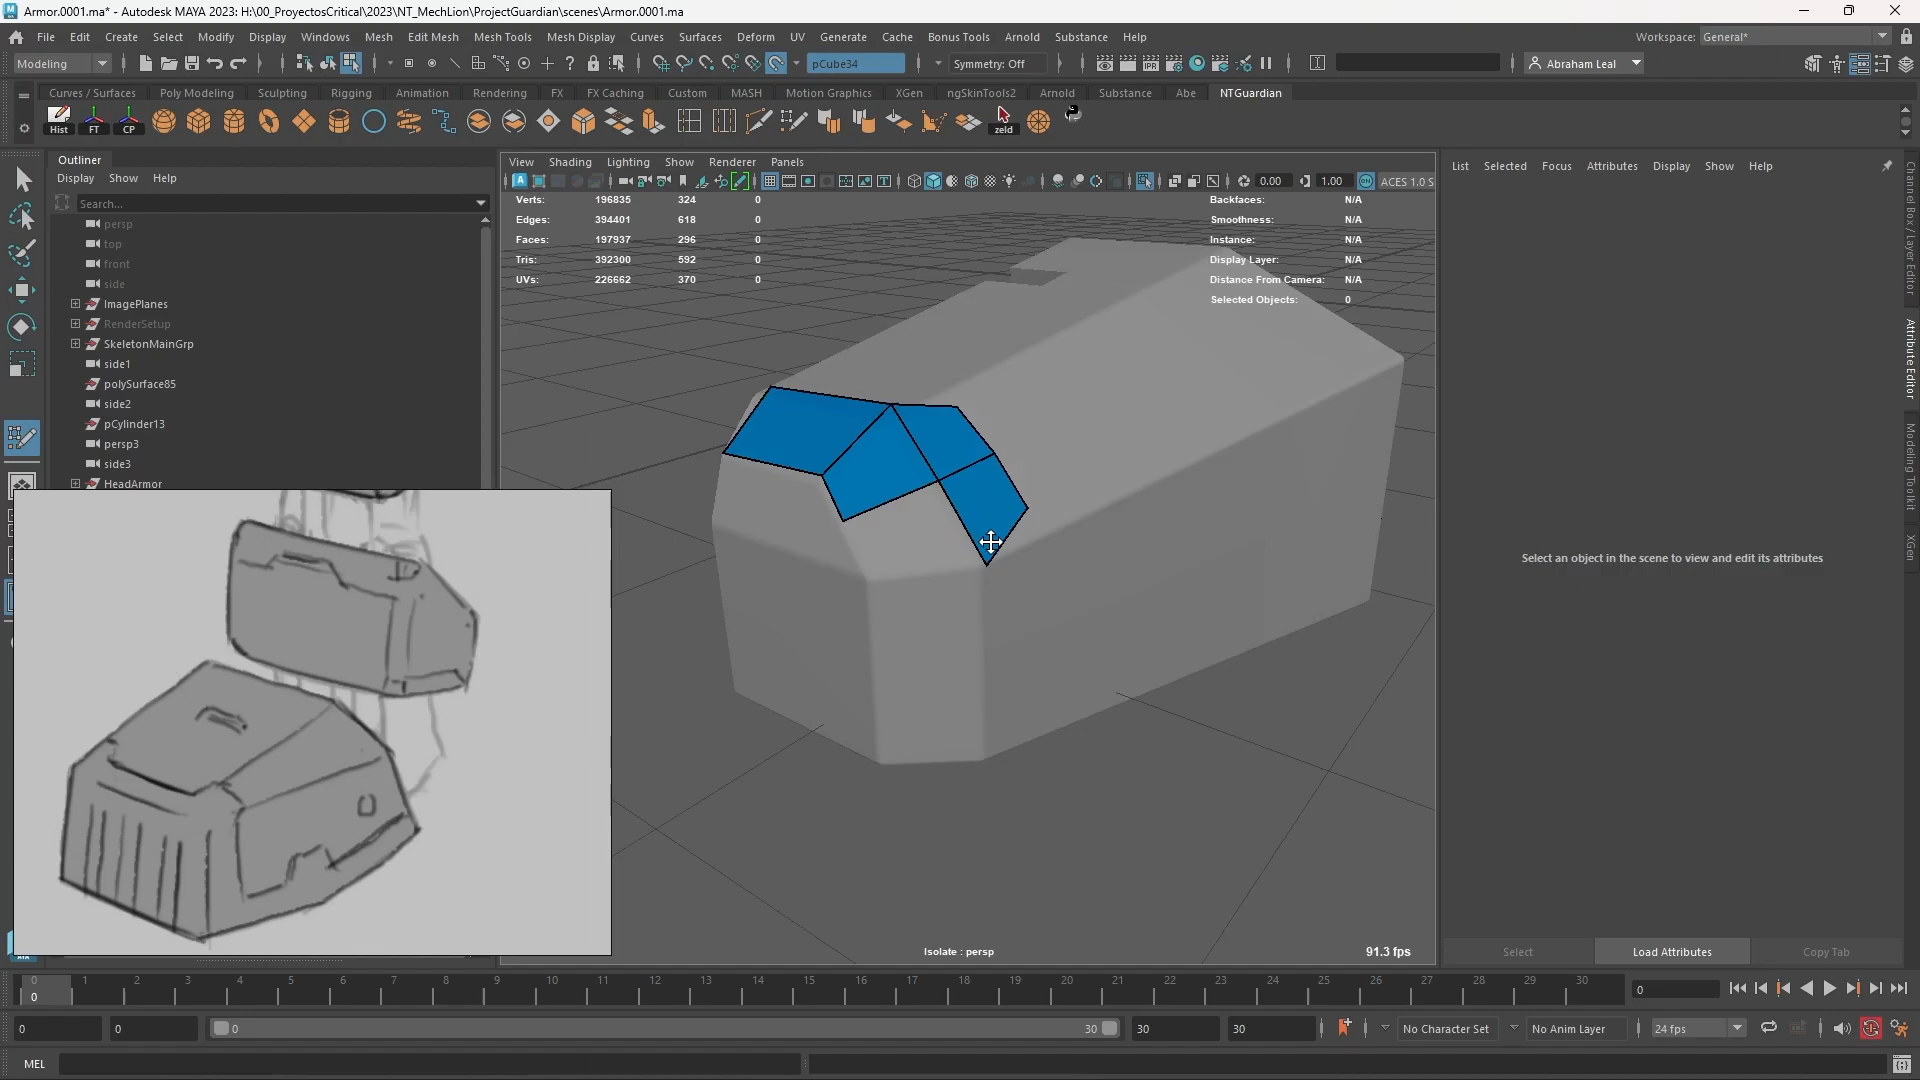 Armor.0001.ma* - Autodesk MAYA 2023: H:\00_ProyectosCritical\2023\NT_MechLion\ProjectGuardian\scenes\Armor.0001.ma
File Edit Create Select Modify Display Windows Mesh Edit Mesh Mesh Tools Mesh Display Curves Surfaces Deform UV Generate Cache Bonus Tools Arnold Substance Help
Workspace: General*
Modeling
pCube34
Symmetry: Off
Abraham Leal
Curves / Surfaces Poly Modeling Sculpting Rigging Animation Rendering FX FX Caching Custom MASH Motion Graphics XGen ngSkinTools2 Arnold Substance Abe NTGuardian
Hist FT CP zeld
Outliner
Display Show Help
Search...
persp
top
front
side
ImagePlanes
RenderSetup
SkeletonMainGrp
side1
polySurface85
side2
pCylinder13
persp3
side3
HeadArmor
View Shading Lighting Show Renderer Panels
0.00 1.00 ACES 1.0 S
Verts: 196835 324 0
Edges: 394401 618 0
Faces: 197937 296 0
Tris: 392300 592 0
UVs: 226662 370 0
Backfaces: N/A
Smoothness: N/A
Instance: N/A
Display Layer: N/A
Distance From Camera: N/A
Selected Objects: 0
Isolate : persp
91.3 fps
List Selected Focus Attributes Display Show Help
Select an object in the scene to view and edit its attributes
Select Load Attributes Copy Tab
Channel Box / Layer Editor
Attribute Editor
Modeling Toolkit
XGen
0 1 2 3 4 5 6 7 8 9 10 11 12 13 14 15 16 17 18 19 20 21 22 23 24 25 26 27 28 29 30
0
0
0 0 0 30 30 30
No Character Set
No Anim Layer
24 fps
MEL